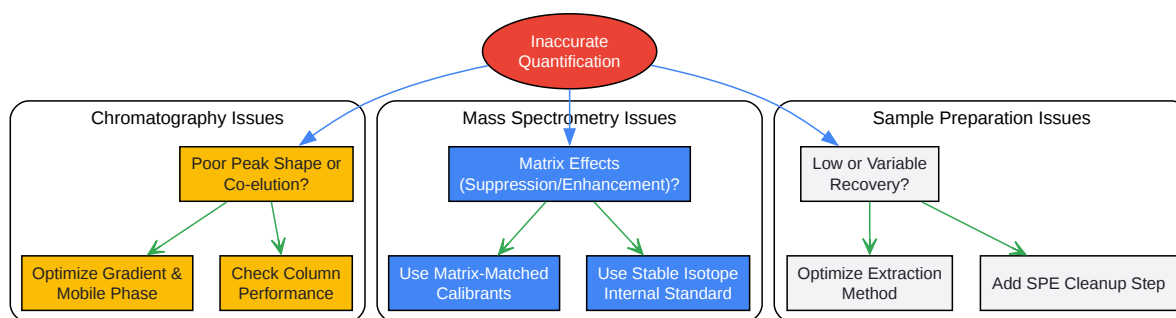 Inaccurate
Quantification
Chromatography Issues
Mass Spectrometry Issues
Sample Preparation Issues
Poor Peak Shape or
Co-elution?
Matrix Effects
(Suppression/Enhancement)?
Low or Variable
Recovery?
Optimize Gradient &
Mobile Phase
Check Column
Performance
Use Matrix-Matched
Calibrants
Use Stable Isotope
Internal Standard
Optimize Extraction
Method
Add SPE Cleanup Step